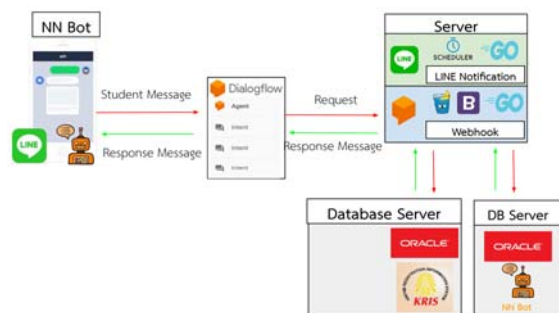 NN Bot
LINE
Student Message
Response Message
Dialogflow
Agent
Intent
Intent
Intent
Request
Response Message
Server
LINE
SCHEDULER
GO
LINE Notification
B
GO
Webhook
Database Server
ORACLE
KRIS
DB Server
ORACLE
NN Bot